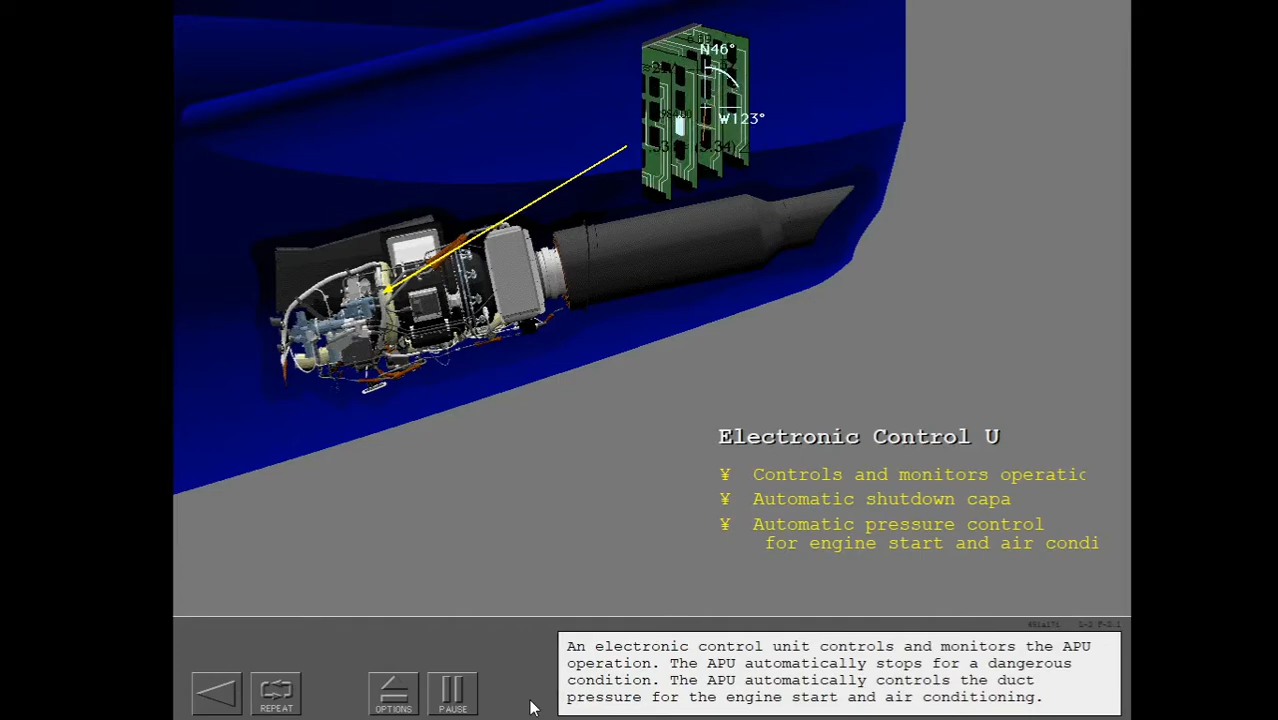 N46°
W123°
Electronic Control U
¥ Controls and monitors operatic
¥ Automatic shutdown capa
¥ Automatic pressure control
for engine start and air condi
An electronic control unit controls and monitors the APU
operation. The APU automatically stops for a dangerous
condition. The APU automatically controls the duct
pressure for the engine start and air conditioning.
REPEAT
OPTIONS
PAUSE